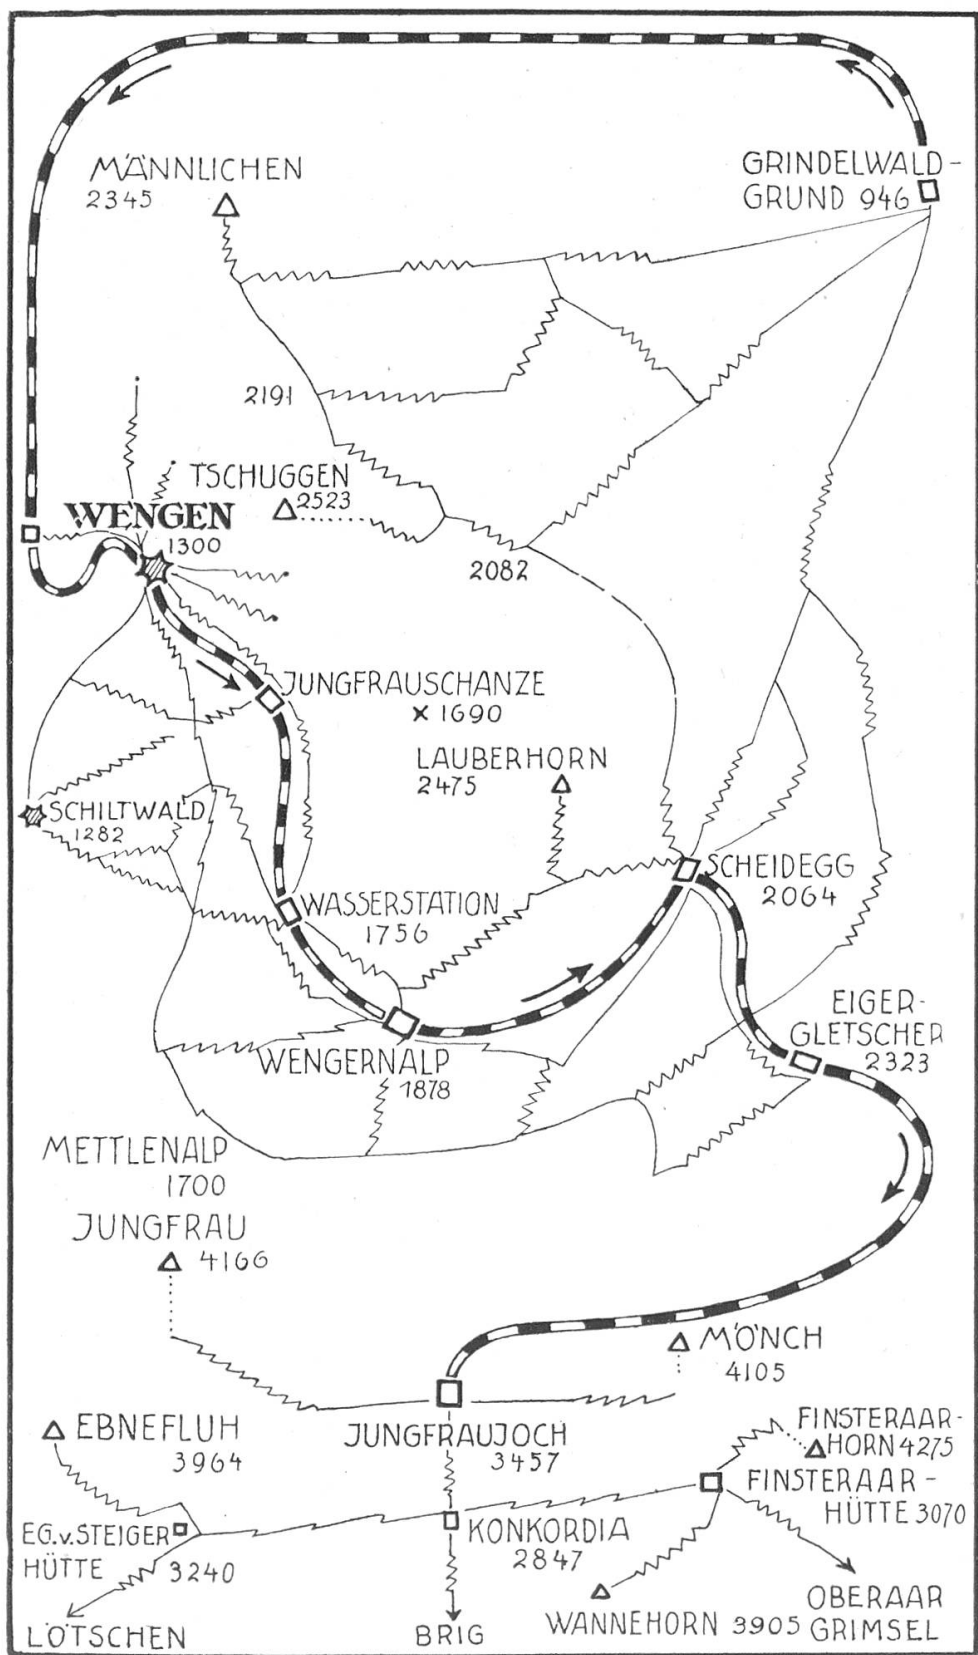 MÄNNLICHEN
2345
GRINDELWALD-
GRUND 946
2191
TSCHUGGEN
2523
WENGEN
1300
2082
JUNGFRAUSCHANZE
x 1690
LAUBERHORN
2475
SCHILTWALD
1282
SCHEIDEGG
2064
WASSERSTATION
1756
EIGER-
GLETSCHER
2323
WENGERNALP
1878
METTLENALP
1700
JUNGFRAU
4166
MÖNCH
4105
JUNGFRAUJOCH
3457
EBNEFLUH
3964
FINSTERAAR-
HORN 4275
FINSTERAAR-
HÜTTE 3070
EG.v.STEIGER
HÜTTE 3240
KONKORDIA
2847
LÖTSCHEN
BRIG
WANNEHORN 3905
OBERAAR
GRIMSEL